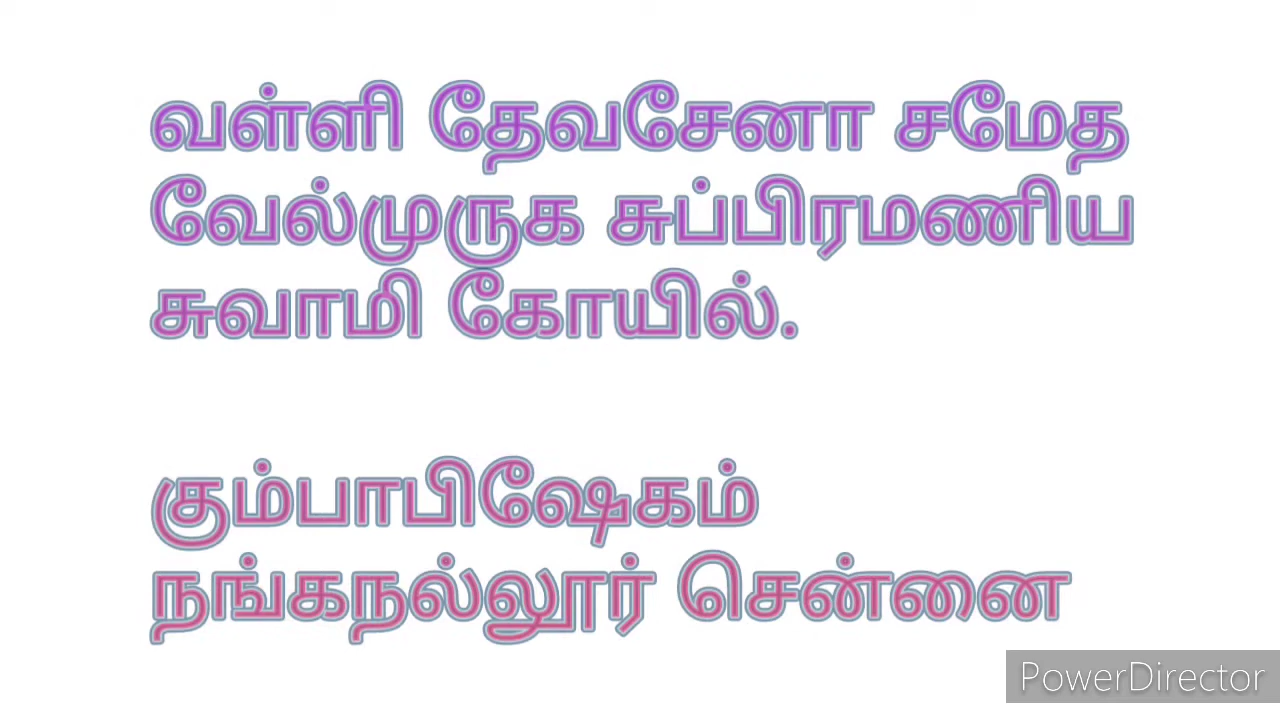 வள்ளி தேவசேனா சமேத
வேல்முருக சுப்பிரமணிய
சுவாமி கோயில்.
கும்பாபிஷேகம்
நங்கநல்லூர் சென்னை
PowerDirector